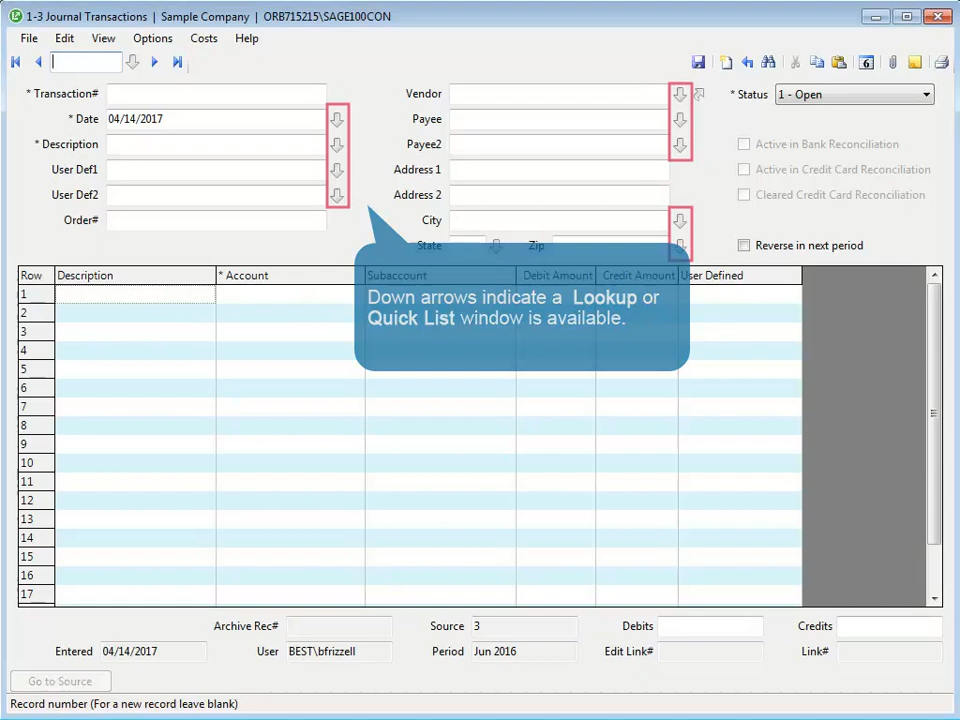 1-3 Journal Transactions | Sample Company | ORB715215\SAGE100CON
File Edit View Options Costs Help
6
* Transaction# Vendor * Status 1 - Open
* Date 04/14/2017 Payee
* Description Payee2 Active in Bank Reconciliation
User Def1 Address 1 Active in Credit Card Reconciliation
User Def2 Address 2 Cleared Credit Card Reconciliation
Order# City
State Zip Reverse in next period
Row Description * Account Subaccount Debit Amount Credit Amount User Defined
Down arrows indicate a Lookup or
Quick List window is available.
1
2
3
4
5
6
7
8
9
10
11
12
13
14
15
16
17
Archive Rec# Source 3 Debits Credits
Entered 04/14/2017 User BEST\bfrizzell Period Jun 2016 Edit Link# Link#
Go to Source
Record number (For a new record leave blank)